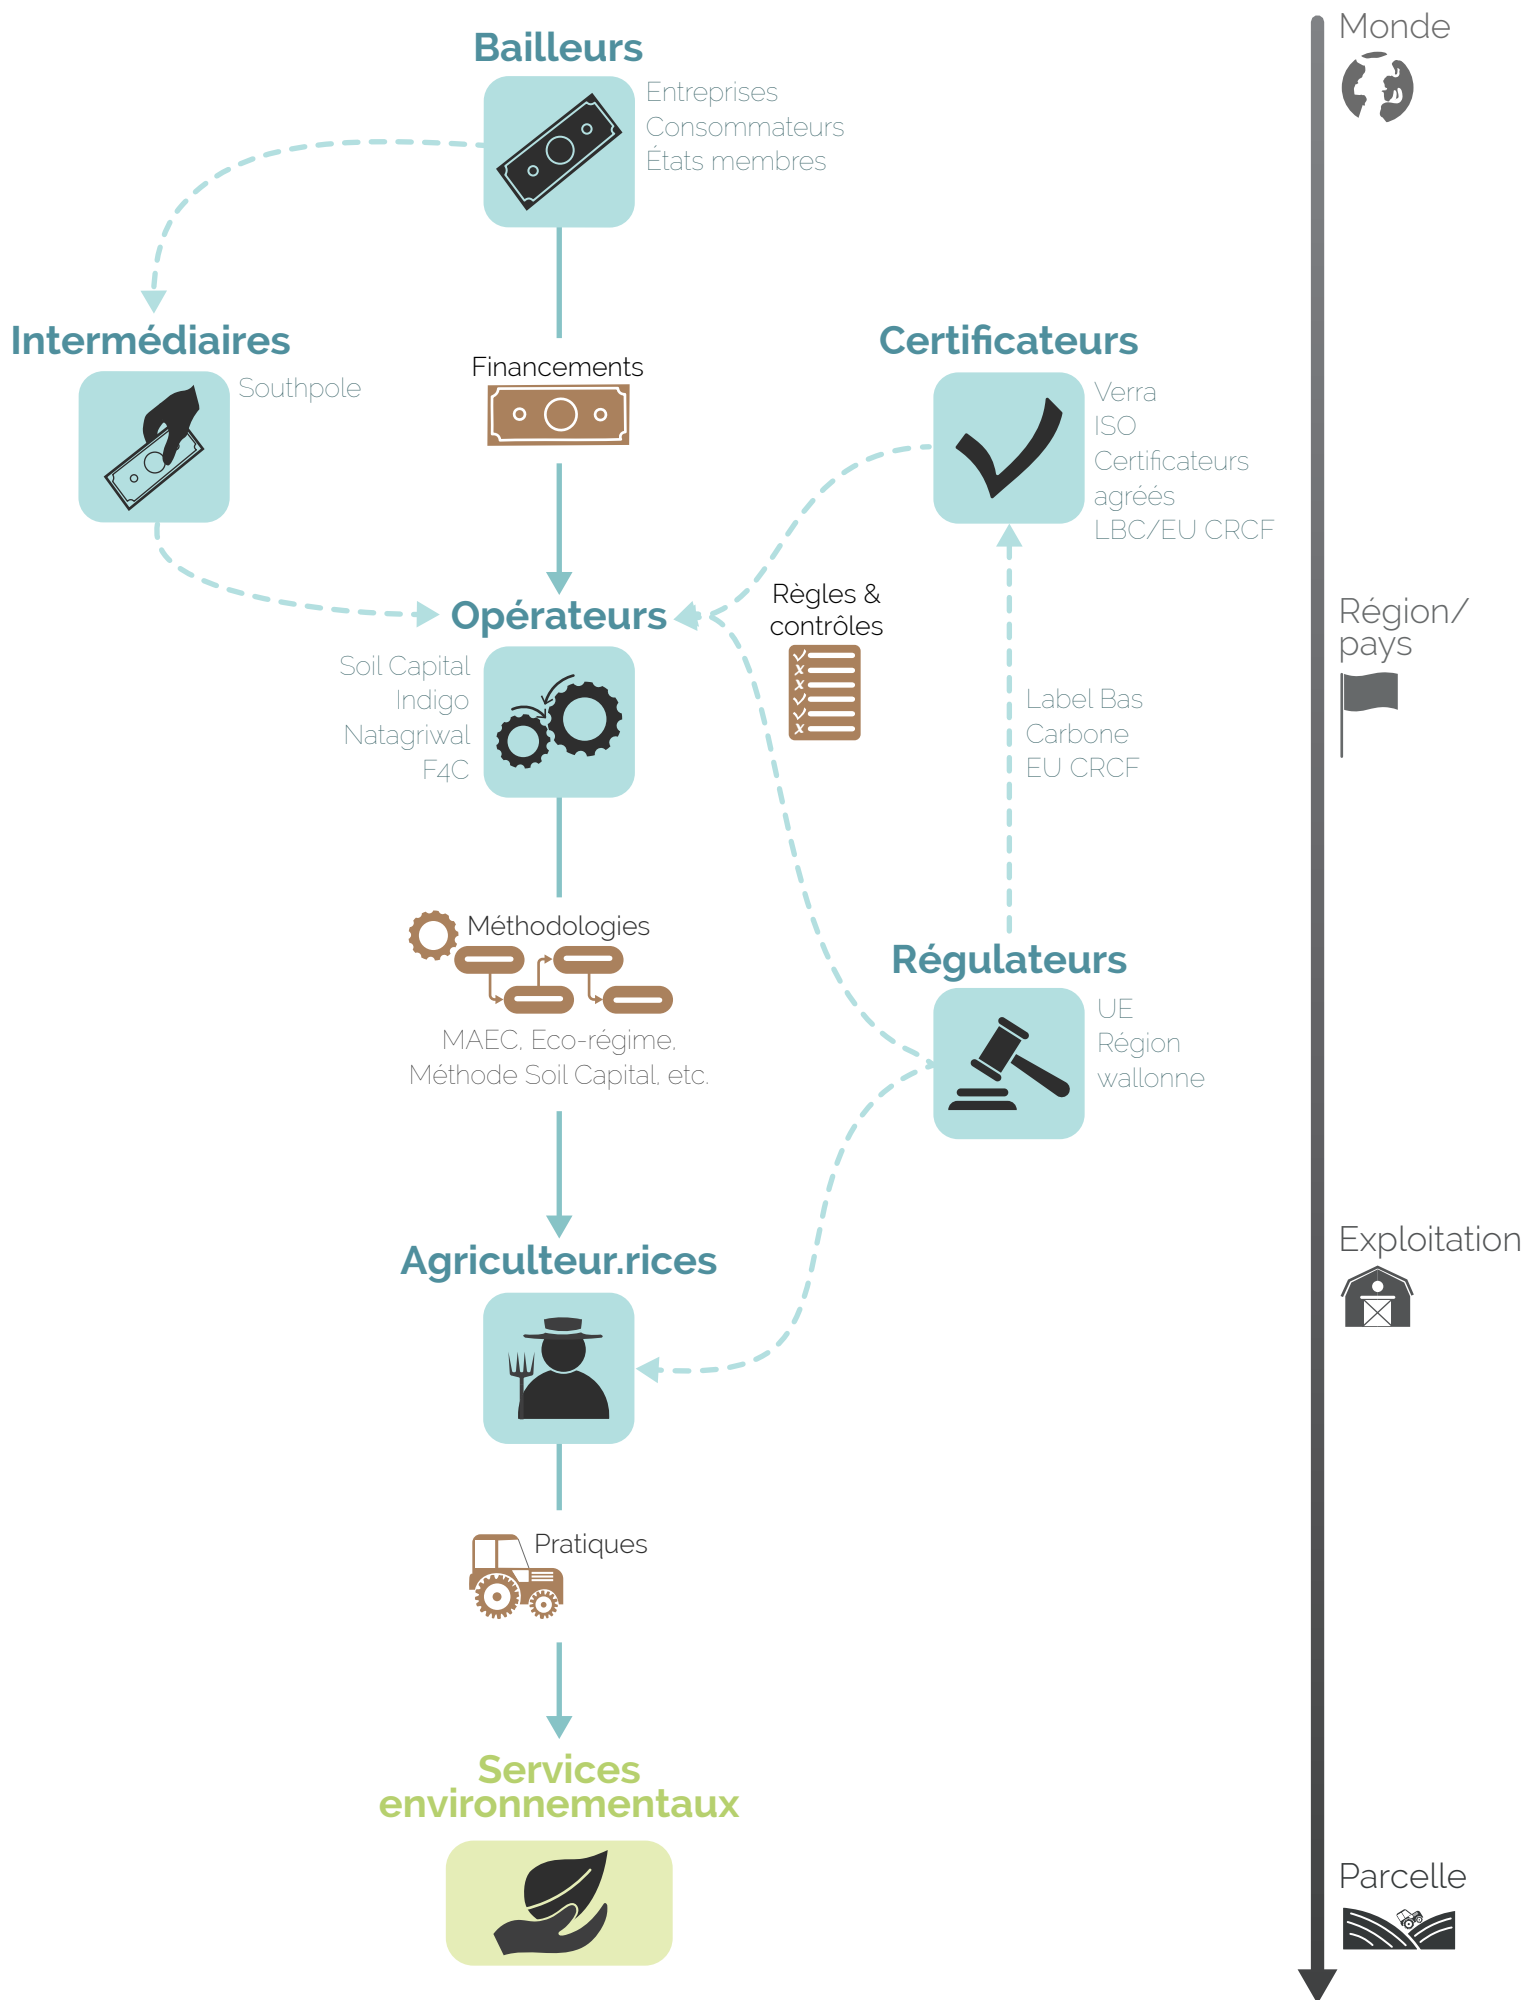 Bailleurs
Entreprises
Consommateurs
États membres
Monde
Intermédiaires
Southpole
Financements
Certificateurs
Verra
ISO
Certificateurs
agréés
LBC/EU CRCF
Opérateurs
Soil Capital
Indigo
Natagriwal
F4C
Règles &
contrôles
Label Bas
Carbone
EU CRCF
Région/
pays
Méthodologies
MAEC, Eco-régime,
Méthode Soil Capital, etc.
Régulateurs
UE
Région
wallonne
Agriculteur.rices
Exploitation
Pratiques
Services
environnementaux
Parcelle